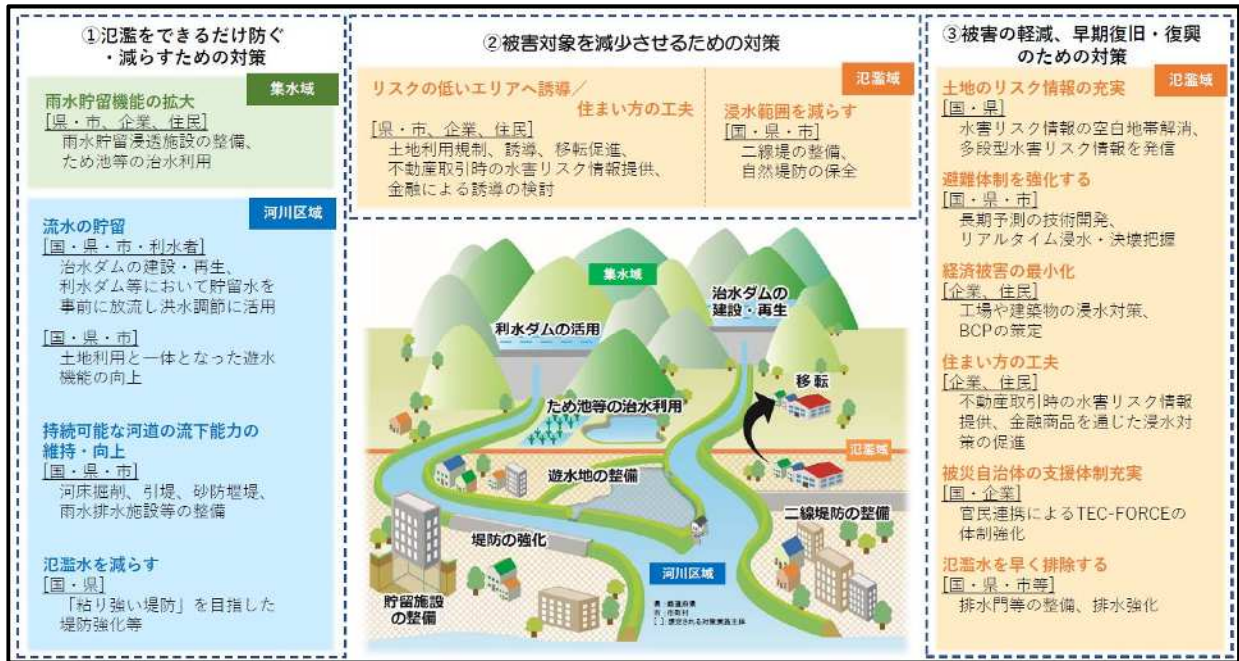 ①氾濫をできるだけ防ぐ
・減らすための対策
集水域
雨水貯留機能の拡大
[県・市、企業、住民]
雨水貯留浸透施設の整備、
ため池等の治水利用
河川区域
流水の貯留
[国・県・市・利水者]
治水ダムの建設・再生、
利水ダム等において貯留水を
事前に放流し洪水調節に活用
[国・県・市]
土地利用と一体となった遊水
機能の向上
持続可能な河道の流下能力の
維持・向上
[国・県・市]
河床掘削、引堤、砂防堰堤、
雨水排水施設等の整備
氾濫水を減らす
[国・県]
「粘り強い堤防」を目指した
堤防強化等
②被害対象を減少させるための対策
氾濫域
リスクの低いエリアへ誘導／
住まい方の工夫
[県・市、企業、住民]
土地利用規制、誘導、移転促進、
不動産取引時の水害リスク情報提供、
金融による誘導の検討
浸水範囲を減らす
[国・県・市]
二線堤の整備、
自然堤防の保全
集水域
治水ダムの
建設・再生
利水ダムの活用
移転
ため池等の治水利用
氾濫域
遊水地の整備
二線堤防の整備
堤防の強化
河川区域
貯留施設
の整備
県：都道府県
市：市町村
[ ]：想定される対策実施主体
③被害の軽減、早期復旧・復興
のための対策
氾濫域
土地のリスク情報の充実
[国・県]
水害リスク情報の空白地帯解消、
多段型水害リスク情報を発信
避難体制を強化する
[国・県・市]
長期予測の技術開発、
リアルタイム浸水・決壊把握
経済被害の最小化
[企業、住民]
工場や建築物の浸水対策、
BCPの策定
住まい方の工夫
[企業、住民]
不動産取引時の水害リスク情報
提供、金融商品を通じた浸水対
策の促進
被災自治体の支援体制充実
[国・企業]
官民連携によるTEC-FORCEの
体制強化
氾濫水を早く排除する
[国・県・市等]
排水門等の整備、排水強化